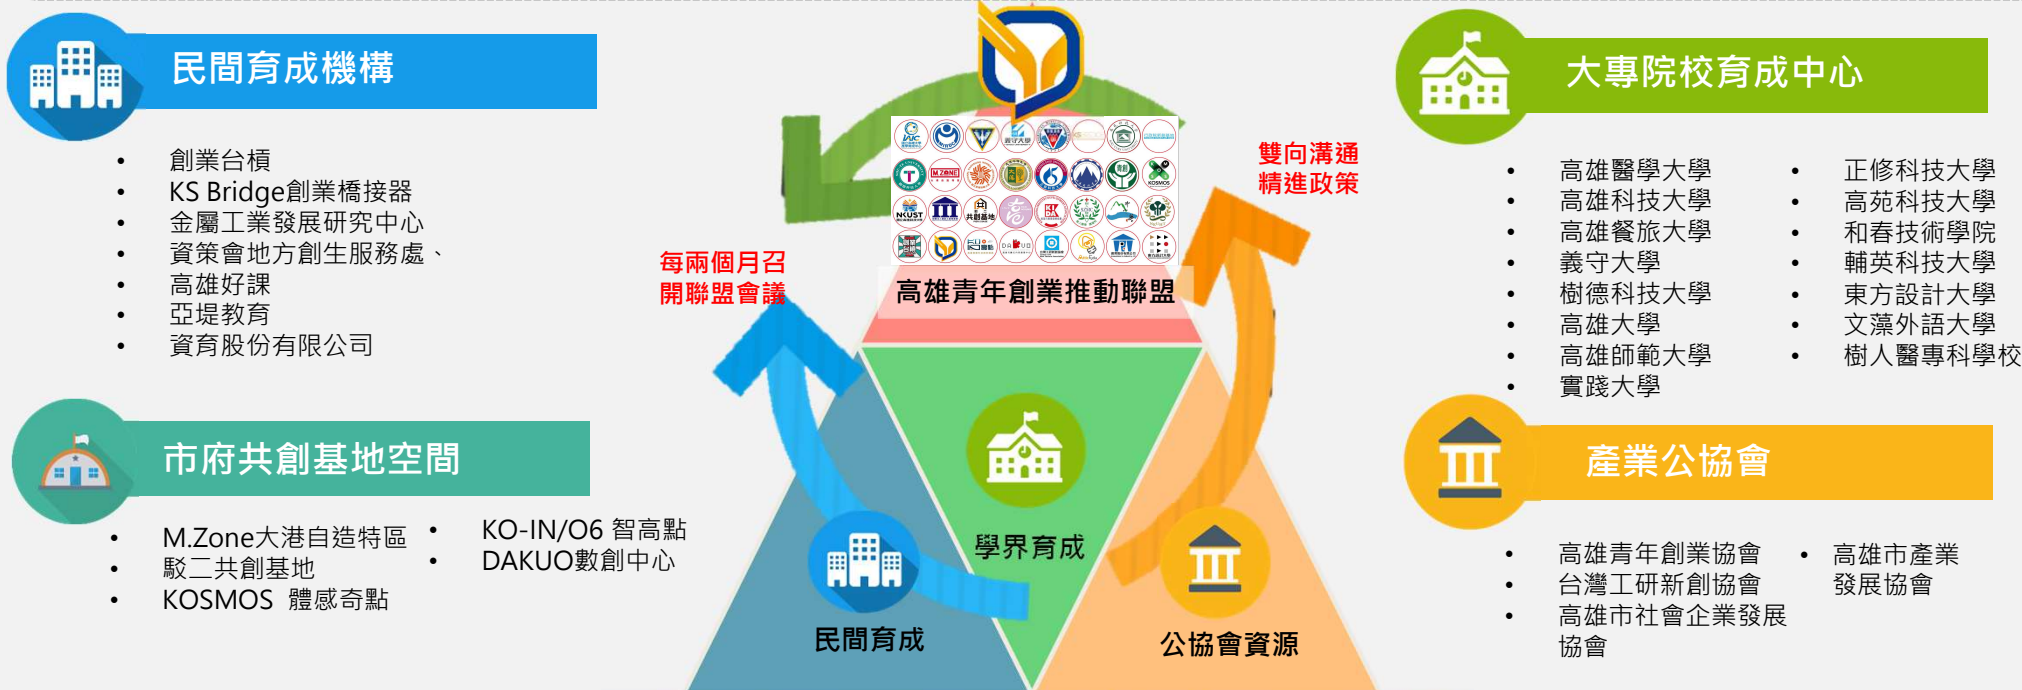 民間育成機構
• 創業台槓
• KS Bridge創業橋接器
• 金屬工業發展研究中心
• 資策會地方創生服務處、
• 高雄好課
• 亞堤教育
• 資育股份有限公司
市府共創基地空間
• M.Zone大港自造特區
• 駁二共創基地
• KOSMOS 體感奇點
• KO-IN/O6 智高點
• DAKUO數創中心
每兩個月召
開聯盟會議
義守大學
M.ZONE
KOSMOS
NKUST
共創基地
DAKUO
高雄青年創業推動聯盟
雙向溝通
精進政策
學界育成
民間育成
公協會資源
大專院校育成中心
• 高雄醫學大學
• 高雄科技大學
• 高雄餐旅大學
• 義守大學
• 樹德科技大學
• 高雄大學
• 高雄師範大學
• 實踐大學
• 正修科技大學
• 高苑科技大學
• 和春技術學院
• 輔英科技大學
• 東方設計大學
• 文藻外語大學
• 樹人醫專科學校
產業公協會
• 高雄青年創業協會
• 台灣工研新創協會
• 高雄市社會企業發展
協會
• 高雄市產業
發展協會